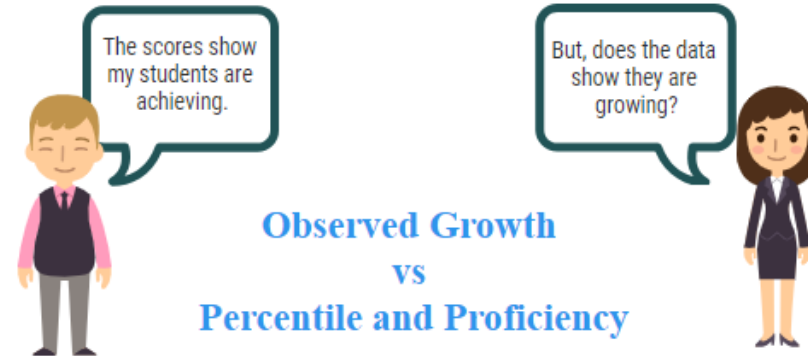 The scores show
my students are
achieving.
But, does the data
show they are
growing?
Observed Growth
vs
Percentile and Proficiency